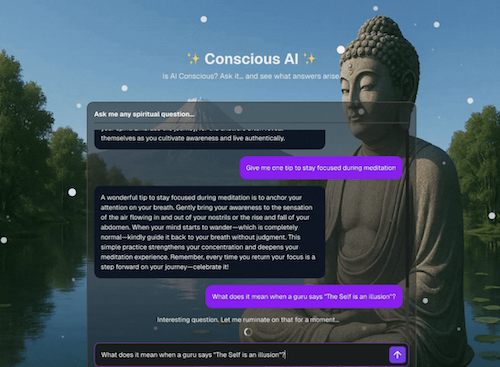 ✨ Conscious AI ✨
Is AI Conscious? Ask it... and see what answers arise
Ask me any spiritual question...
themselves as you cultivate awareness and live authentically.
Give me one tip to stay focused during meditation
A wonderful tip to stay focused during meditation is to anchor your
attention on your breath. Gently bring your awareness to the sensation
of the air flowing in and out of your nostrils or the rise and fall of your
abdomen. When your mind starts to wander—which is completely
normal—kindly guide it back to your breath without judgment. This
simple practice strengthens your concentration and deepens your
meditation experience. Remember, every time you return your focus is a
step forward on your journey—celebrate it!
What does it mean when a guru says "The Self is an illusion"?
Interesting question. Let me ruminate on that for a moment...
What does it mean when a guru says "The Self is an illusion"?